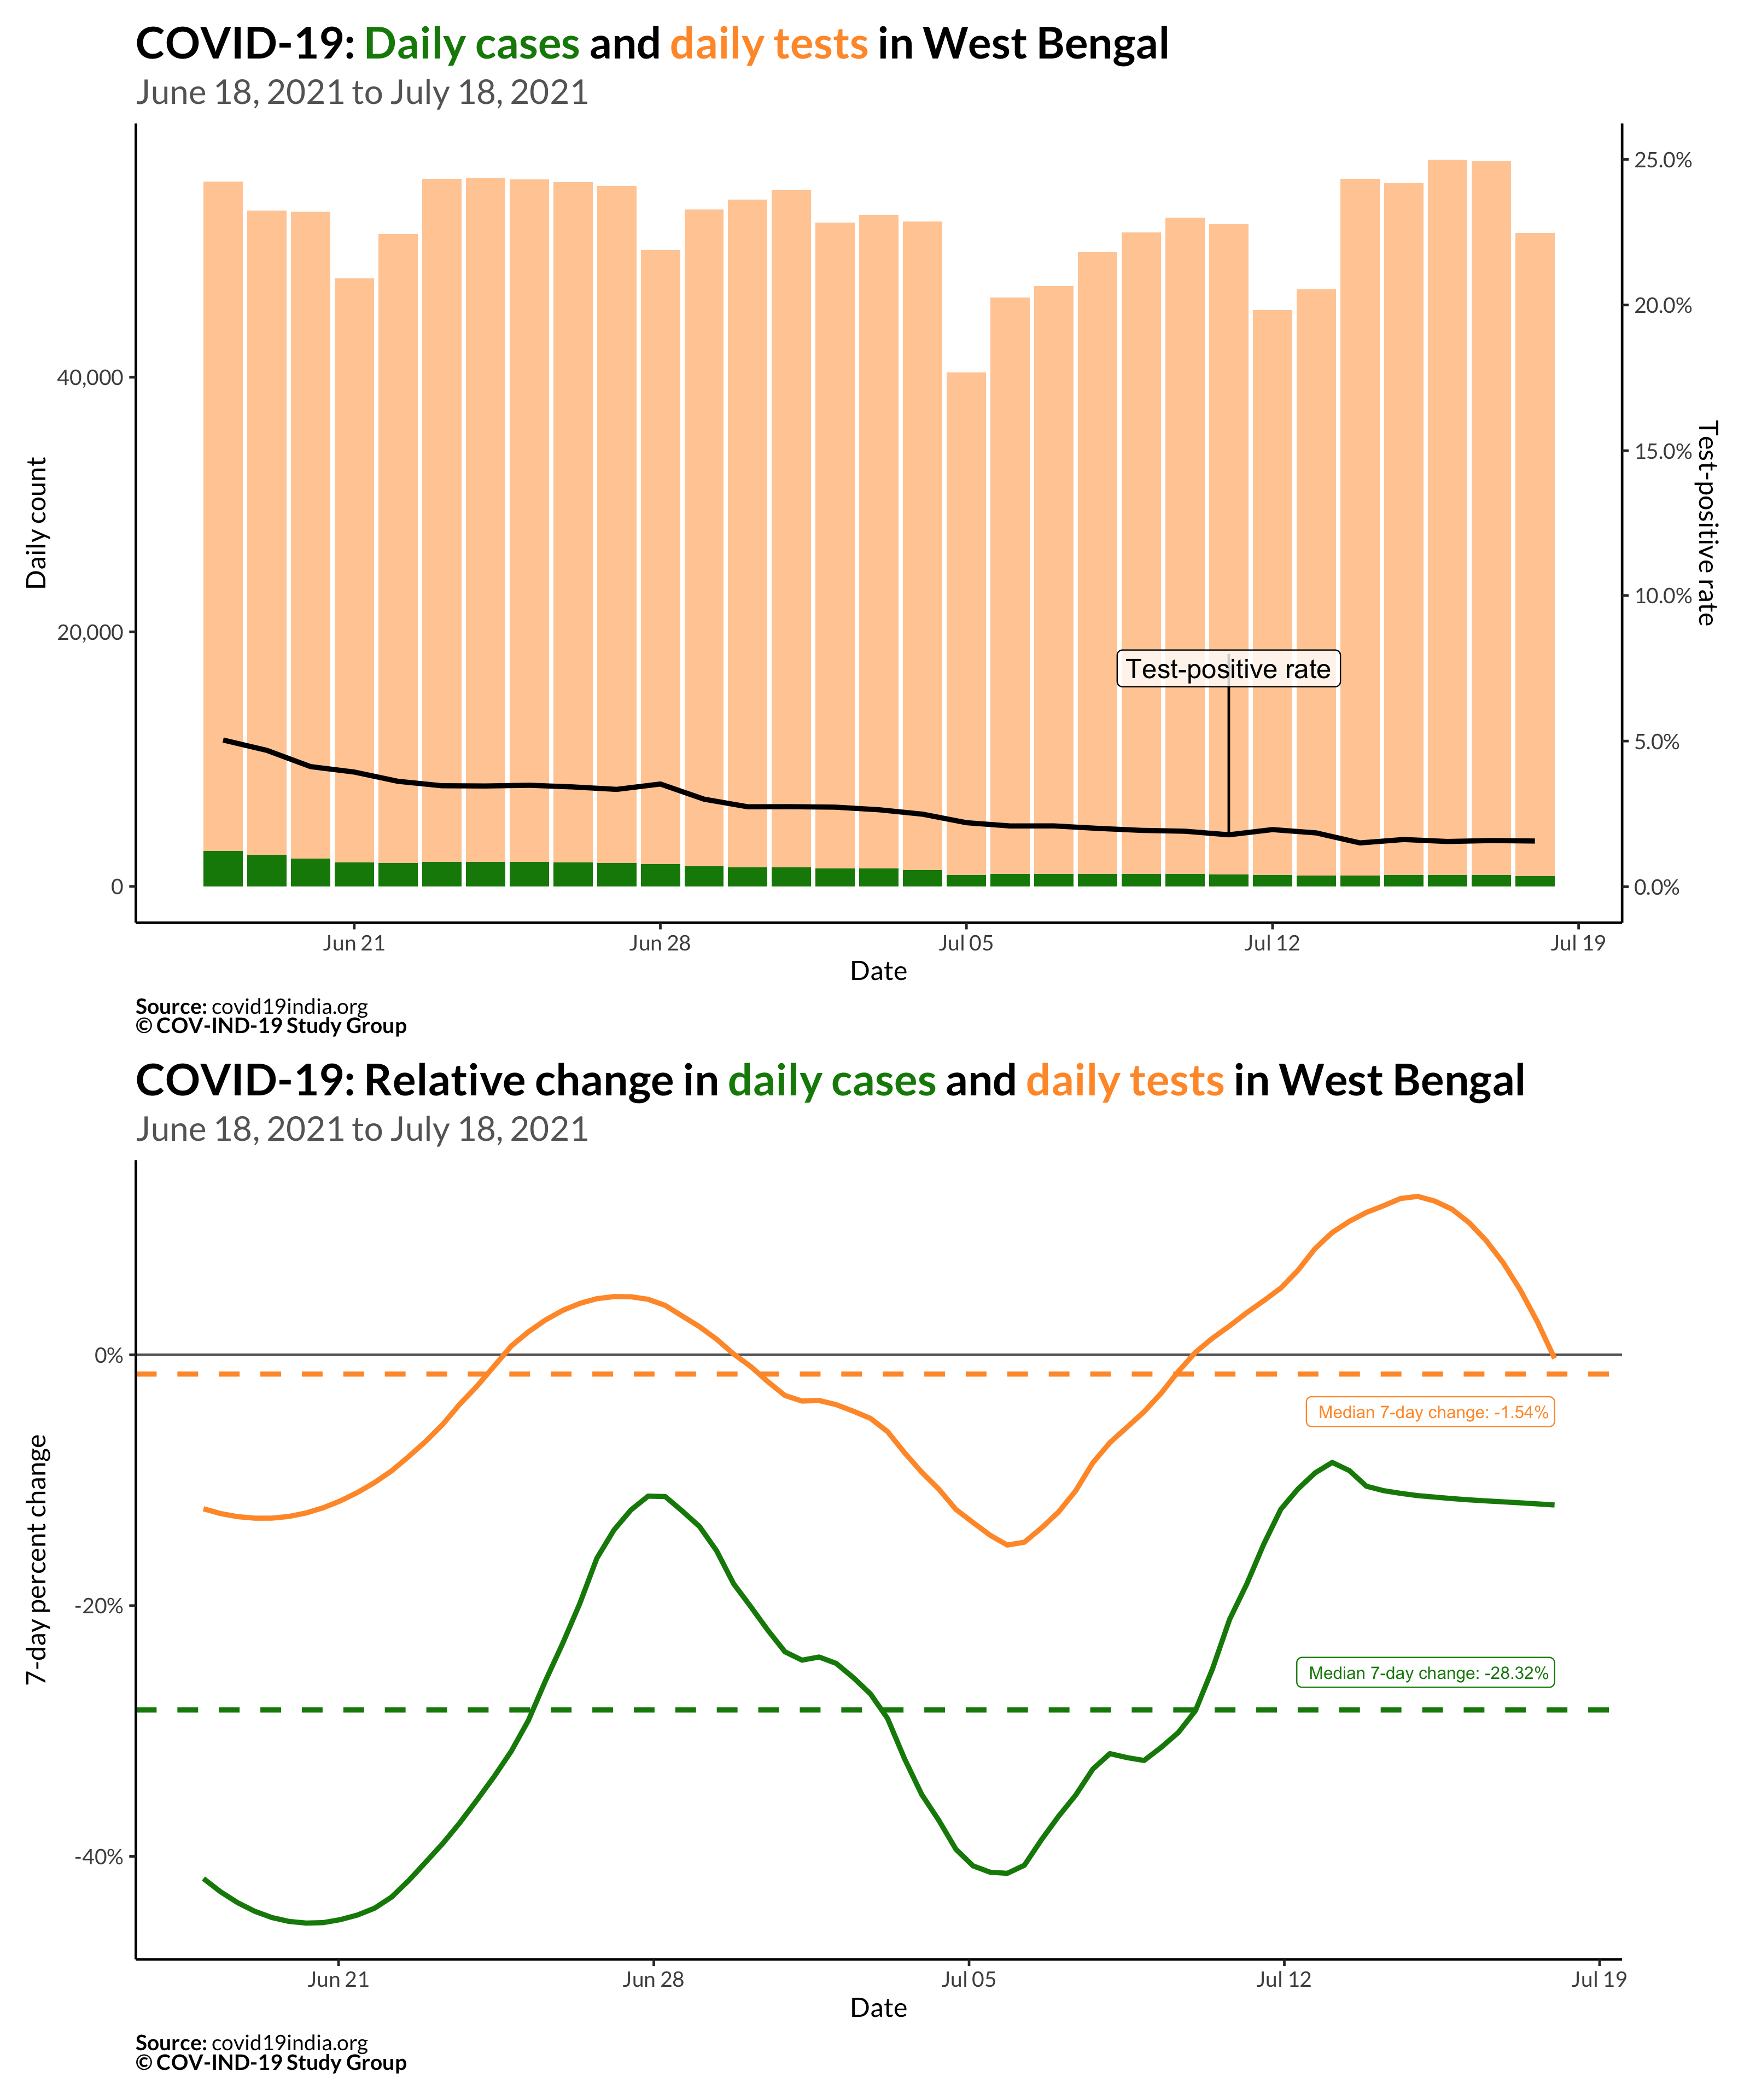 COVID-19: Daily cases and daily tests in West Bengal
June 18, 2021 to July 18, 2021
25.0%
20.0%
40,000
15.0%
Daily count
Test-positive rate
10.0%
20,000
Test-positive rate
5.0%
0
0.0%
Jun 21
Jun 28
Jul 05
Jul 12
Jul 19
Date
Source: covid19india.org
© COV-IND-19 Study Group
COVID-19: Relative change in daily cases and daily tests in West Bengal
June 18, 2021 to July 18, 2021
0%
Median 7-day change: -1.54%
7-day percent change
-20%
Median 7-day change: -28.32%
-40%
Jun 21
Jun 28
Jul 05
Jul 12
Jul 19
Date
Source: covid19india.org
© COV-IND-19 Study Group